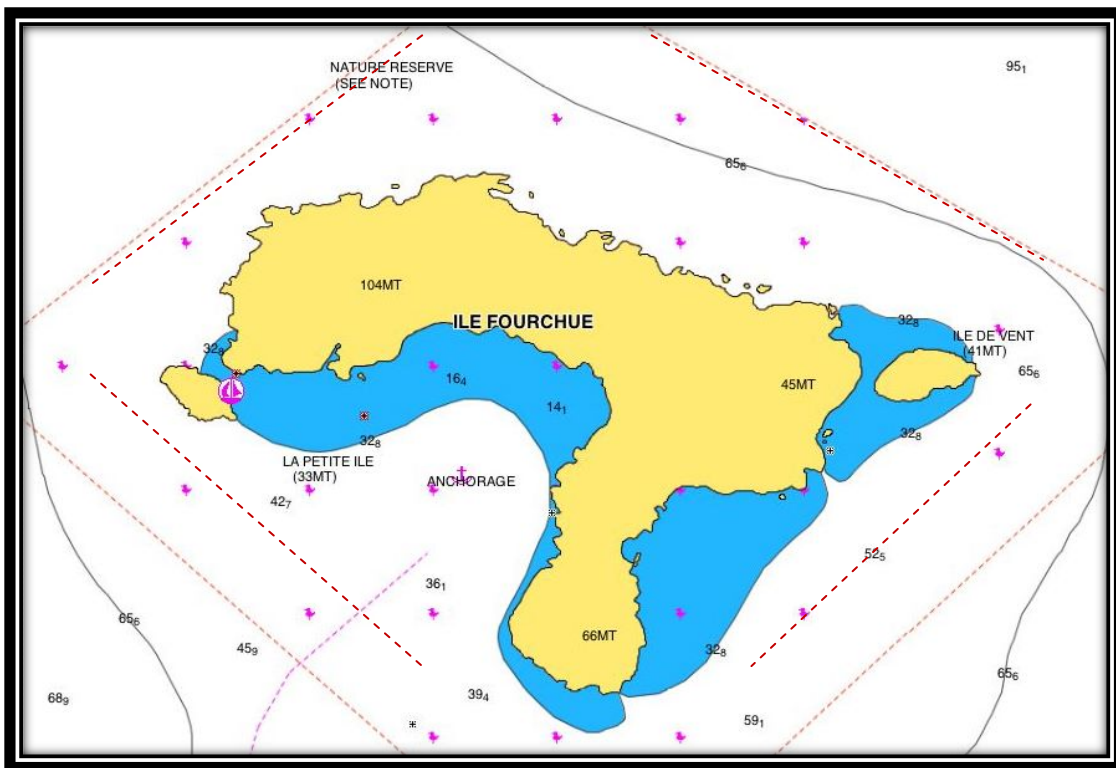 NATURE RESERVE
(SEE NOTE)
95₁
65₆
104MT
ILE FOURCHUE
32₈
ILE DE VENT
(41MT)
32₈
65₆
16₄
45MT
14₁
32₈
32₈
LA PETITE ILE
(33MT)
ANCHORAGE
42₇
52₅
36₁
65₆
66MT
45₉
32₈
65₆
68₉
39₄
59₁